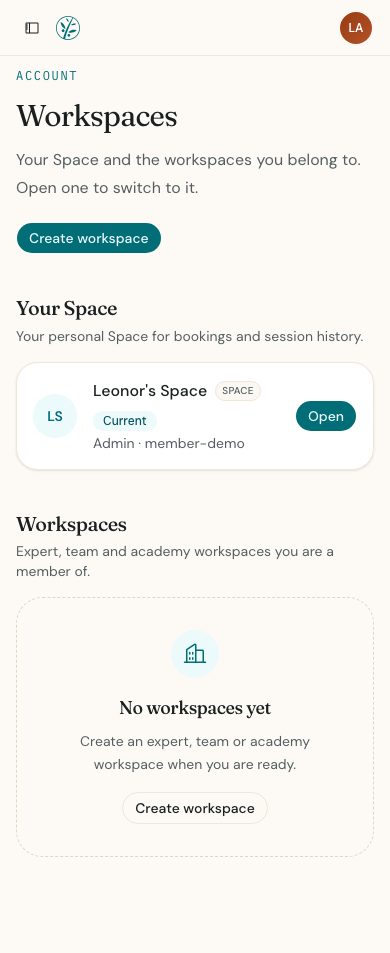 LA
ACCOUNT
Workspaces
Your Space and the workspaces you belong to.
Open one to switch to it.
Create workspace
Your Space
Your personal Space for bookings and session history.
LS
Leonor's Space
SPACE
Current
Admin · member-demo
Open
Workspaces
Expert, team and academy workspaces you are a
member of.
No workspaces yet
Create an expert, team or academy
workspace when you are ready.
Create workspace